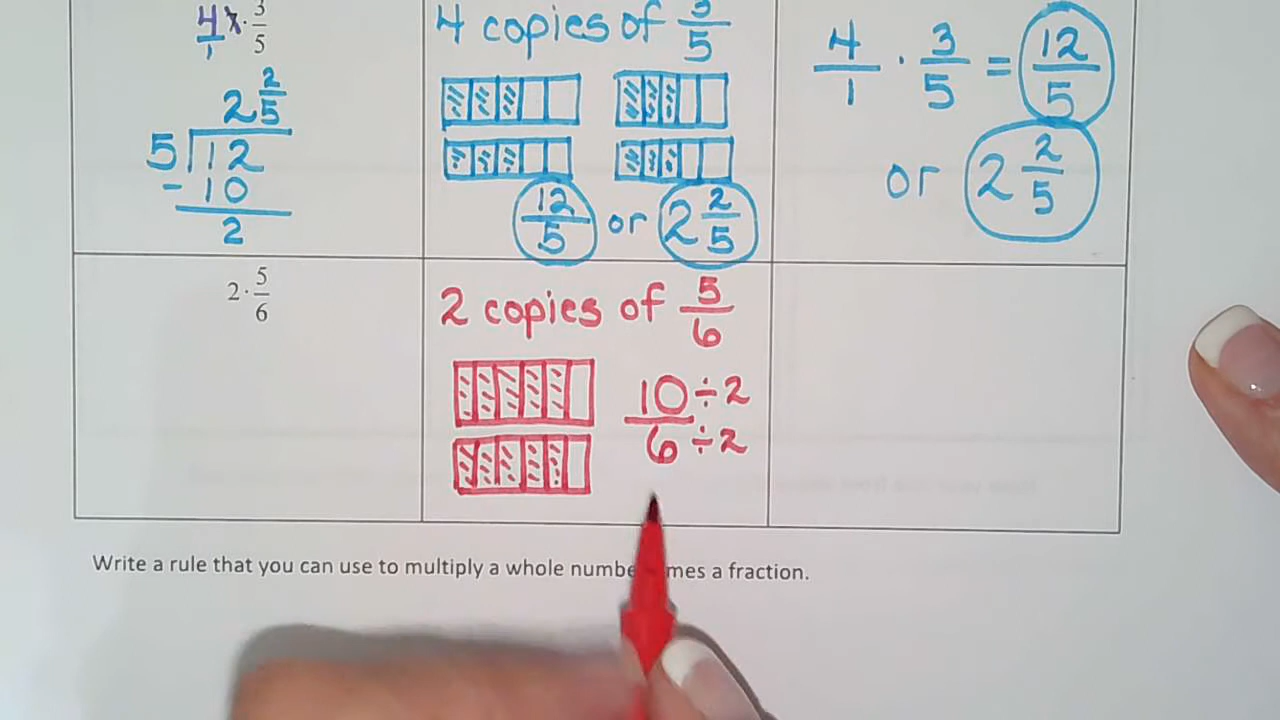 4/1 · 3/5
2 2/5
5 12
- 10
2
4 copies of 3/5
12/5 or 2 2/5
4/1 · 3/5 = 12/5
or 2 2/5
2 · 5/6
2 copies of 5/6
10 ÷ 2
6 ÷ 2
Write a rule that you can use to multiply a whole numbe mes a fraction.